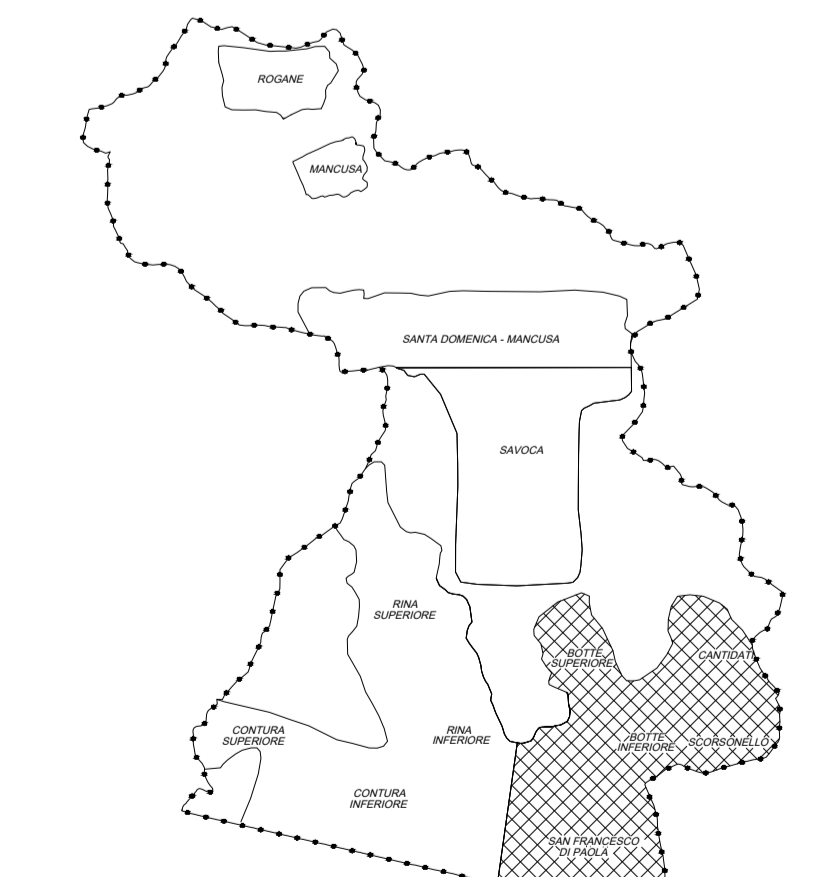 ROGANE
MANCUSA
SANTA DOMENICA - MANCUSA
SAVOCA
RINA
SUPERIORE
BOTTE
SUPERIORE
CANTIDATI
CONTURA
SUPERIORE
RINA
INFERIORE
BOTTE
INFERIORE
SCORSONELLO
CONTURA
INFERIORE
SAN FRANCESCO
DI PAOLA